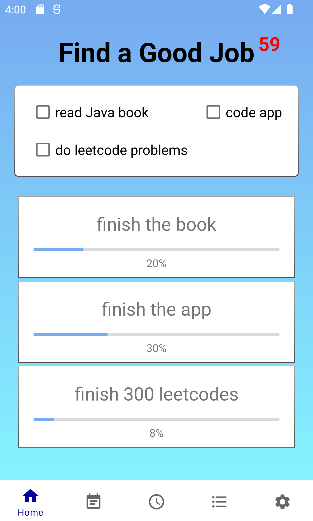 4:00
Find a Good Job 59
read Java book code app
do leetcode problems
finish the book
20%
finish the app
30%
finish 300 leetcodes
8%
Home